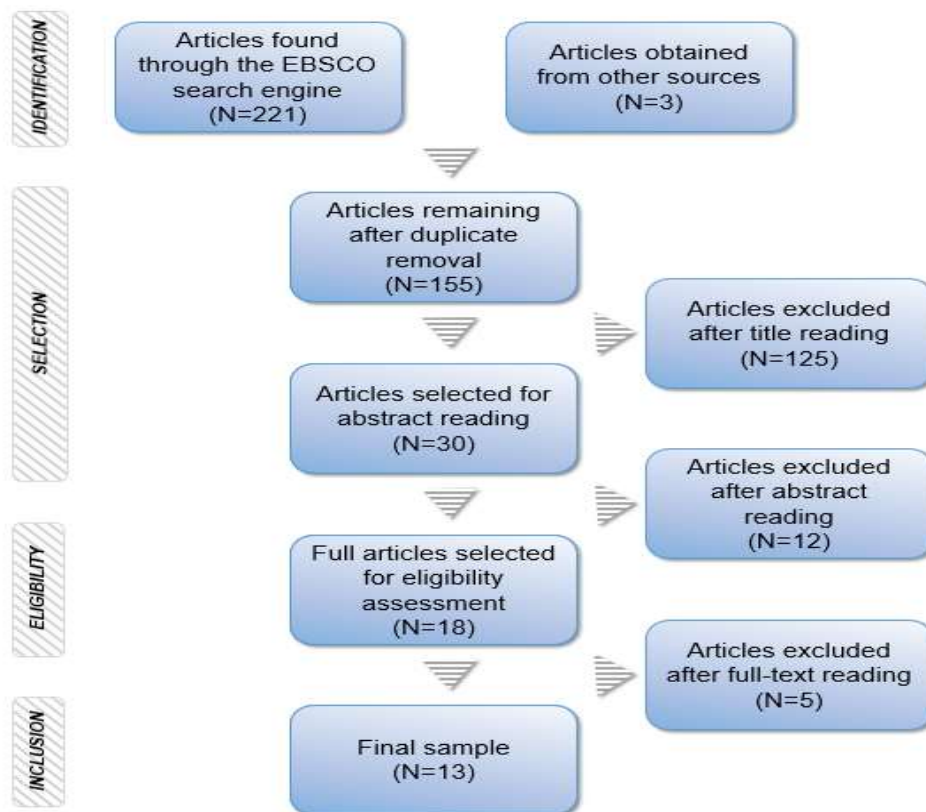 IDENTIFICATION
Articles found
through the EBSCO
search engine
(N=221)
Articles obtained
from other sources
(N=3)
SELECTION
Articles remaining
after duplicate
removal
(N=155)
Articles excluded
after title reading
(N=125)
Articles selected for
abstract reading
(N=30)
Articles excluded
after abstract
reading
(N=12)
ELIGIBILITY
Full articles selected
for eligibility
assessment
(N=18)
Articles excluded
after full-text reading
(N=5)
INCLUSION
Final sample
(N=13)